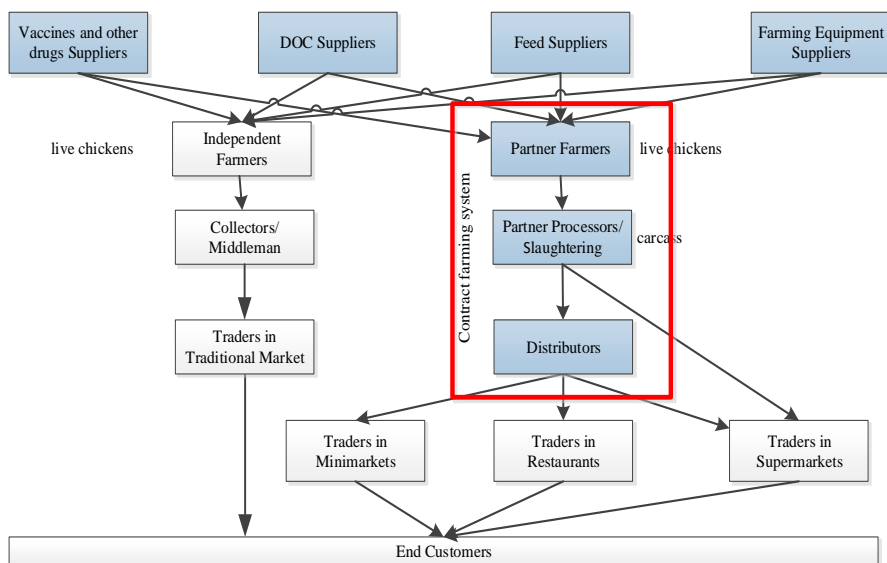 Vaccines and other
drugs Suppliers
DOC Suppliers
Feed Suppliers
Farming Equipment
Suppliers
live chickens
Independent
Farmers
Partner Farmers
live chickens
Contract farming system
Collectors/
Middleman
Partner Processors/
Slaughtering
carcass
Traders in
Traditional Market
Distributors
Traders in
Minimarkets
Traders in
Restaurants
Traders in
Supermarkets
End Customers